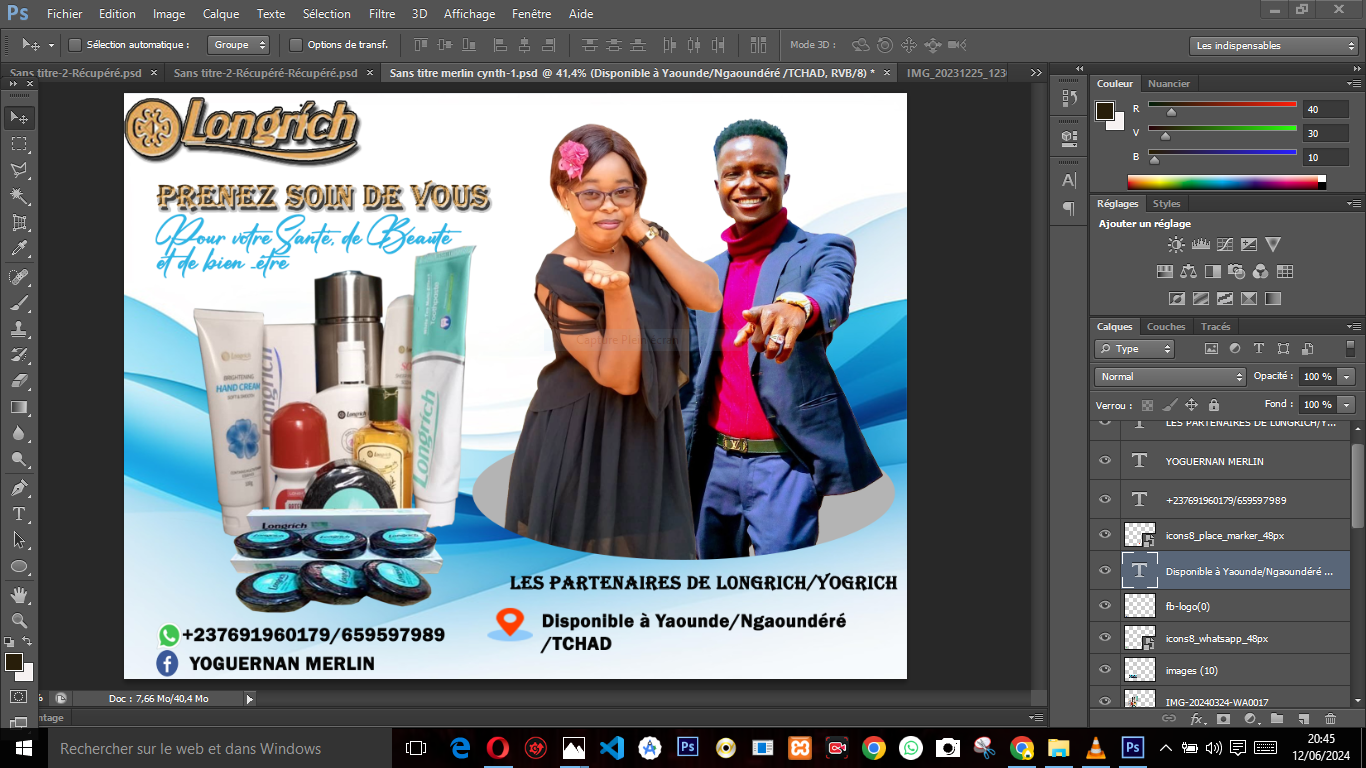 Ps Fichier Edition Image Calque Texte Sélection Filtre 3D Affichage Fenêtre Aide
Sélection automatique : Groupe Options de transf. Mode 3D : Les indispensables
Sans titre-2-Récupéré.psd × Sans titre-2-Récupéré-Récupéré.psd × Sans titre merlin cynth-1.psd @ 41,4% (Disponible à Yaounde/Ngaoundéré /TCHAD, RVB/8) * × IMG_20231225_123
Longrich
PRENEZ SOIN DE VOUS
Pour votre Santé, de Béauté
et de bien -être
Longrich
BRIGHTENING
HAND CREAM
Longrich
Longrich
Toothpaste
Longrich
Longrich
Longrich
LES PARTENAIRES DE LONGRICH/YOGRICH
Disponible à Yaounde/Ngaoundéré
/TCHAD
+237691960179/659597989
YOGUERNAN MERLIN
Doc : 7,66 Mo/40,4 Mo
ntage
Couleur Nuancier
R 40
V 30
B 10
Réglages Styles
Ajouter un réglage
Calques Couches Tracés
Type
Normal Opacité : 100 %
Verrou : Fond : 100 %
LES PARTENAIRES DE LONGRICH/Y...
YOGUERNAN MERLIN
+237691960179/659597989
icons8_place_marker_48px
Disponible à Yaounde/Ngaoundéré ...
fb-logo(0)
icons8_whatsapp_48px
images (10)
IMG-20240324-WA0017
Rechercher sur le web et dans Windows
20:45
12/06/2024